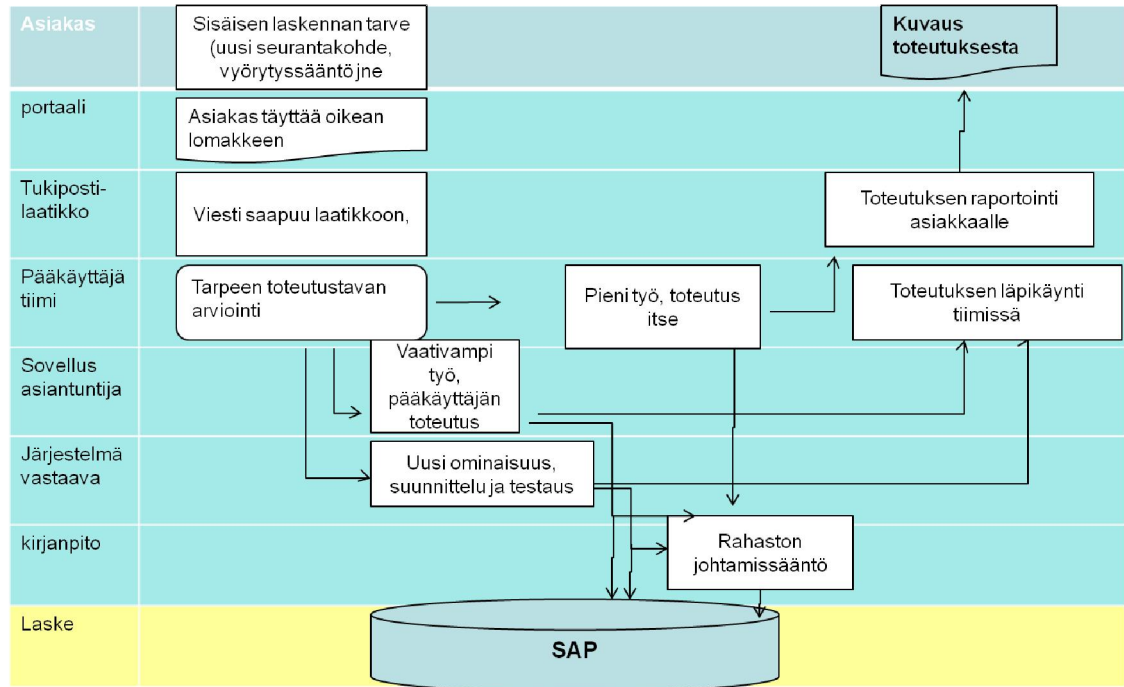 Asiakas
Sisäisen laskennan tarve
(uusi seurantakohde,
vyörytyssääntö jne
Kuvaus
toteutuksesta
portaali
Asiakas täyttää oikean
lomakkeen
Tukiposti-
laatikko
Viesti saapuu laatikkoon,
Toteutuksen raportointi
asiakkaalle
Pääkäyttäjä
tiimi
Tarpeen toteutustavan
arviointi
Pieni työ, toteutus
itse
Toteutuksen läpikäynti
tiimissä
Sovellus
asiantuntija
Vaativampi
työ,
pääkäyttäjän
toteutus
Järjestelmä
vastaava
Uusi ominaisuus,
suunnittelu ja testaus
kirjanpito
Rahaston
johtamissääntö
Laske
SAP